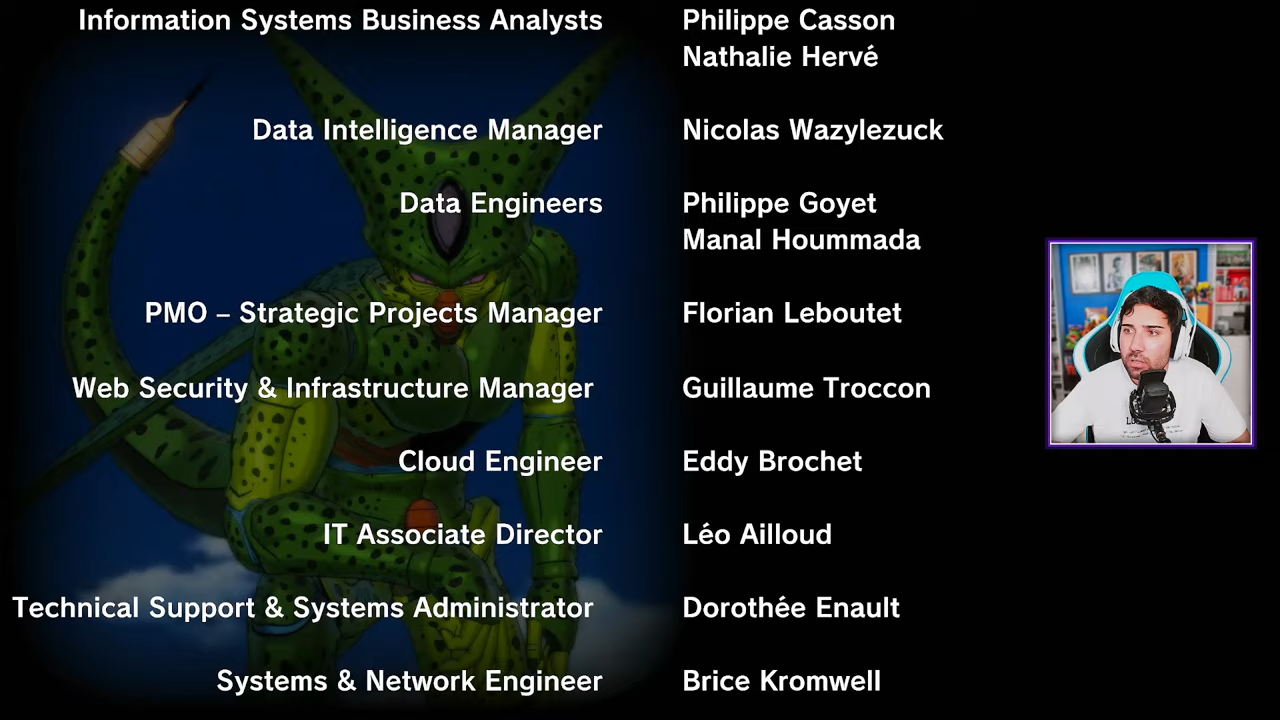 Information Systems Business Analysts Philippe Casson
Nathalie Hervé
Data Intelligence Manager Nicolas Wazylezuck
Data Engineers Philippe Goyet
Manal Hoummada
PMO – Strategic Projects Manager Florian Leboutet
Web Security & Infrastructure Manager Guillaume Troccon
Cloud Engineer Eddy Brochet
IT Associate Director Léo Ailloud
Technical Support & Systems Administrator Dorothée Enault
Systems & Network Engineer Brice Kromwell